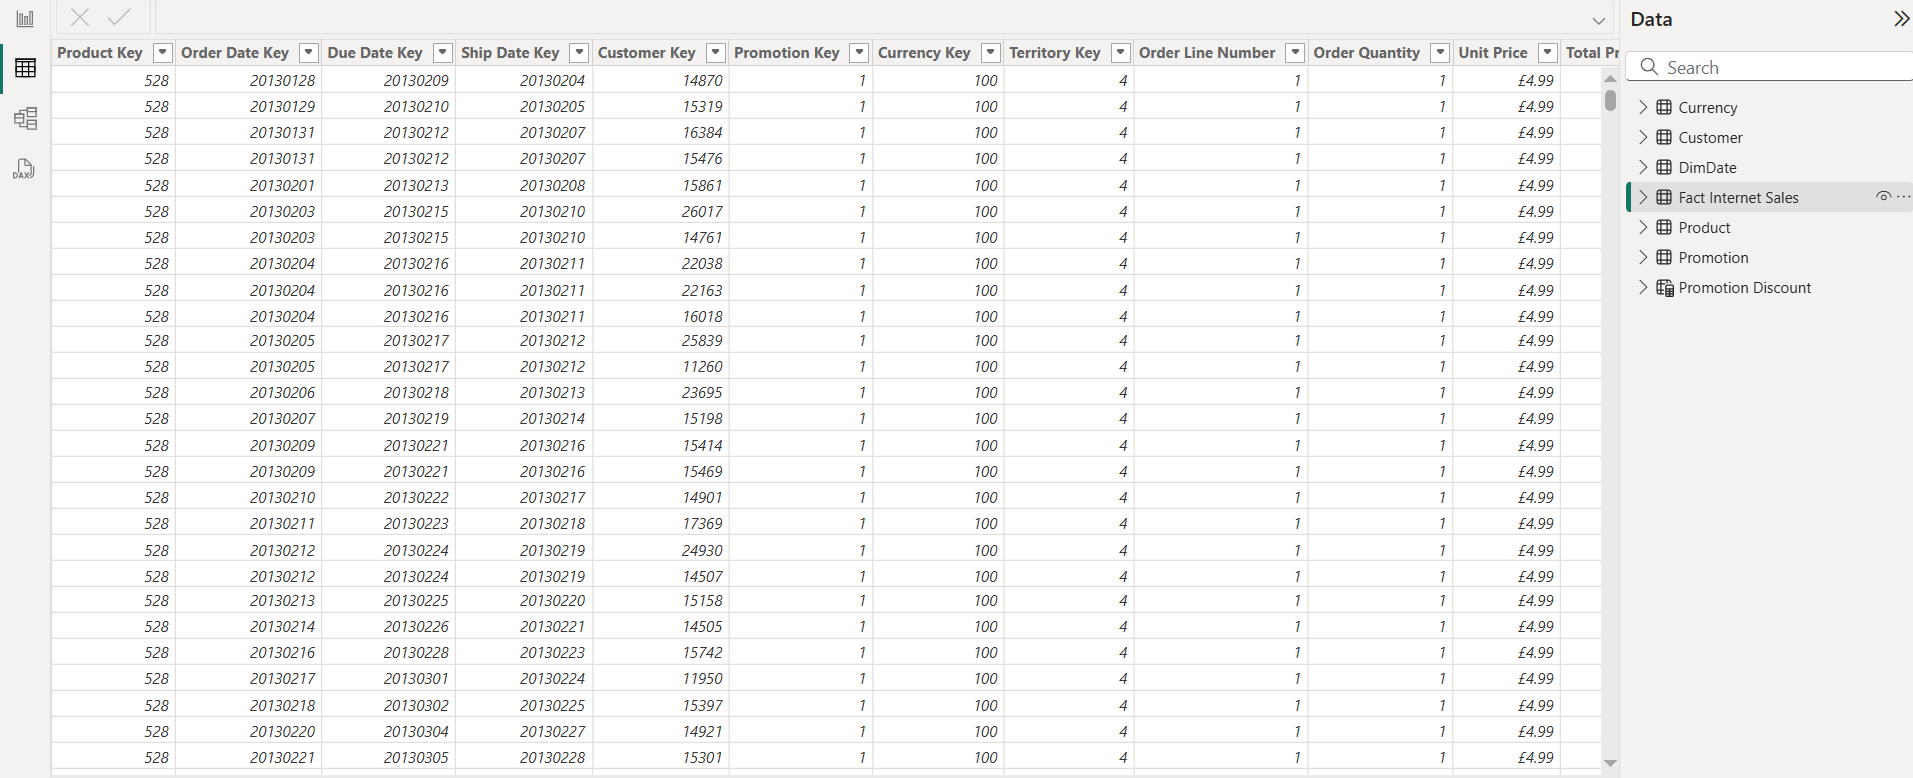 Product Key Order Date Key Due Date Key Ship Date Key Customer Key Promotion Key Currency Key Territory Key Order Line Number Order Quantity Unit Price Total Pr
528 20130128 20130209 20130204 14870 1 100 4 1 1 £4.99
528 20130129 20130210 20130205 15319 1 100 4 1 1 £4.99
528 20130131 20130212 20130207 16384 1 100 4 1 1 £4.99
528 20130131 20130212 20130207 15476 1 100 4 1 1 £4.99
528 20130201 20130213 20130208 15861 1 100 4 1 1 £4.99
528 20130203 20130215 20130210 26017 1 100 4 1 1 £4.99
528 20130203 20130215 20130210 14761 1 100 4 1 1 £4.99
528 20130204 20130216 20130211 22038 1 100 4 1 1 £4.99
528 20130204 20130216 20130211 22163 1 100 4 1 1 £4.99
528 20130204 20130216 20130211 16018 1 100 4 1 1 £4.99
528 20130205 20130217 20130212 25839 1 100 4 1 1 £4.99
528 20130205 20130217 20130212 11260 1 100 4 1 1 £4.99
528 20130206 20130218 20130213 23695 1 100 4 1 1 £4.99
528 20130207 20130219 20130214 15198 1 100 4 1 1 £4.99
528 20130209 20130221 20130216 15414 1 100 4 1 1 £4.99
528 20130209 20130221 20130216 15469 1 100 4 1 1 £4.99
528 20130210 20130222 20130217 14901 1 100 4 1 1 £4.99
528 20130211 20130223 20130218 17369 1 100 4 1 1 £4.99
528 20130212 20130224 20130219 24930 1 100 4 1 1 £4.99
528 20130212 20130224 20130219 14507 1 100 4 1 1 £4.99
528 20130213 20130225 20130220 15158 1 100 4 1 1 £4.99
528 20130214 20130226 20130221 14505 1 100 4 1 1 £4.99
528 20130216 20130228 20130223 15742 1 100 4 1 1 £4.99
528 20130217 20130301 20130224 11950 1 100 4 1 1 £4.99
528 20130218 20130302 20130225 15397 1 100 4 1 1 £4.99
528 20130220 20130304 20130227 14921 1 100 4 1 1 £4.99
528 20130221 20130305 20130228 15301 1 100 4 1 1 £4.99
DAX
Data
Search
Currency
Customer
DimDate
Fact Internet Sales
Product
Promotion
Promotion Discount